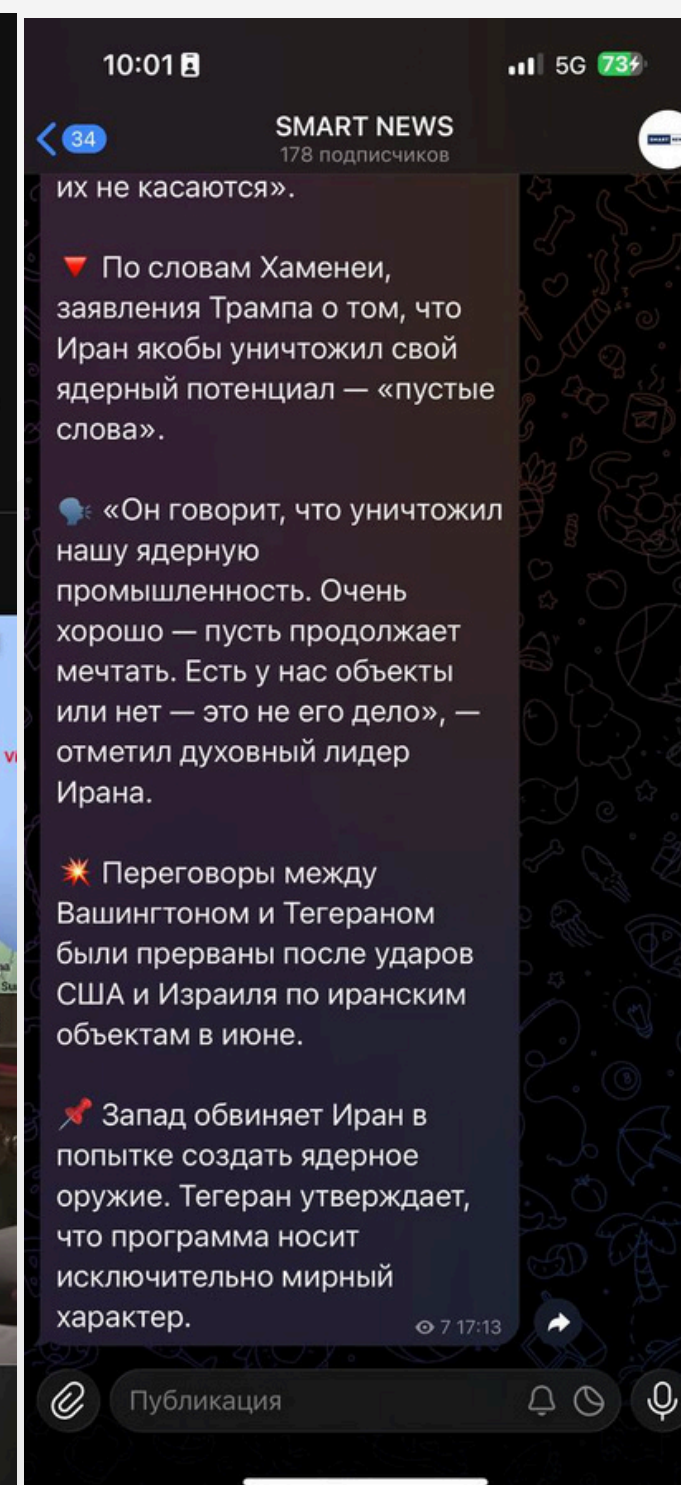 10:01
5G 73
34
SMART NEWS
178 подписчиков
их не касаются».
🔻 По словам Хаменеи,
заявления Трампа о том, что
Иран якобы уничтожил свой
ядерный потенциал — «пустые
слова».
🗣 «Он говорит, что уничтожил
нашу ядерную
промышленность. Очень
хорошо — пусть продолжает
мечтать. Есть у нас объекты
или нет — это не его дело», —
отметил духовный лидер
Ирана.
💥 Переговоры между
Вашингтоном и Тегераном
были прерваны после ударов
США и Израиля по иранским
объектам в июне.
📌 Запад обвиняет Иран в
попытке создать ядерное
оружие. Тегеран утверждает,
что программа носит
исключительно мирный
характер.
7 17:13
Публикация